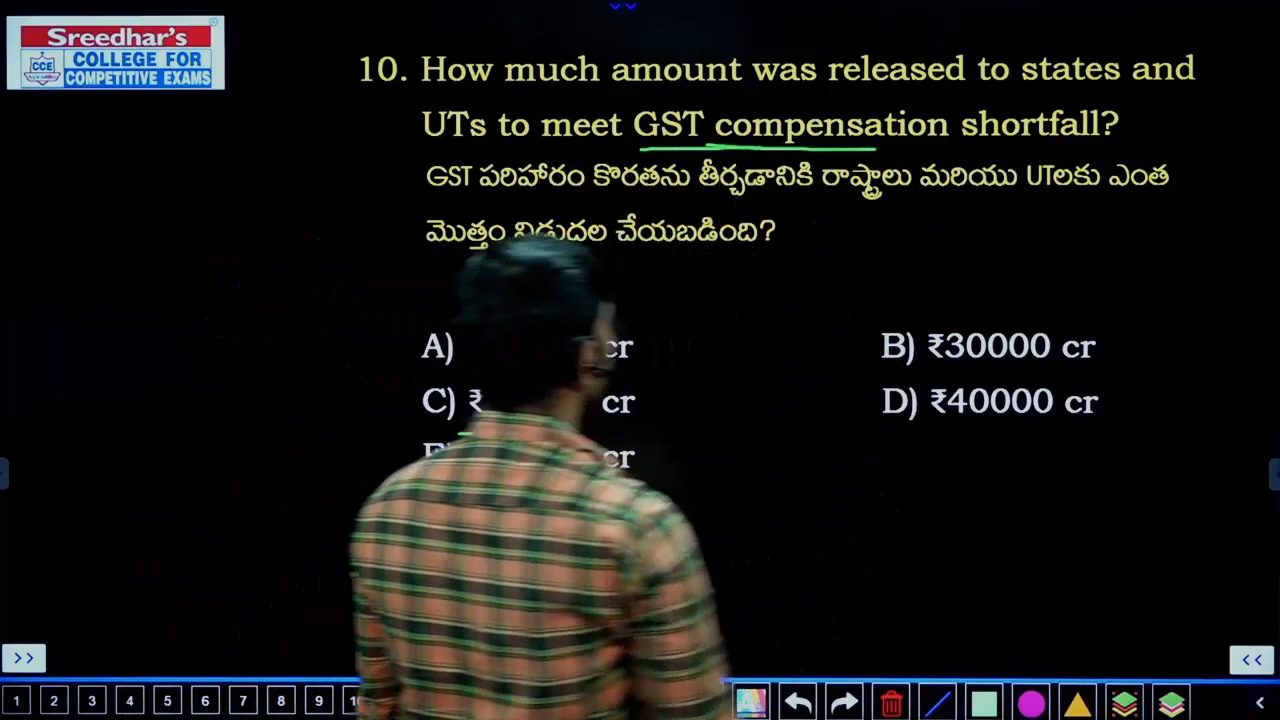 Sreedhar's
CCE
COLLEGE FOR
COMPETITIVE EXAMS
10. How much amount was released to states and
UTs to meet GST compensation shortfall?
GST పరిహారం కొరతను తీర్చడానికి రాష్ట్రాలు మరియు UTలకు ఎంత
మొత్తం విడుదల చేయబడింది?
A) cr
B) ₹30000 cr
C) ₹ cr
D) ₹40000 cr
cr
>>
<<
1 2 3 4 5 6 7 8 9
<